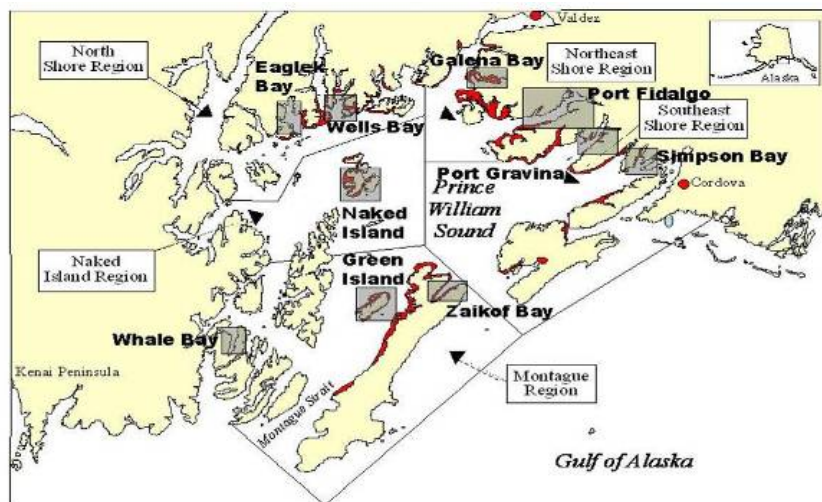 Valdez
North
Shore Region
Galena Bay
Northeast
Shore Region
Alaska
Eaglek
Bay
Wells Bay
Port Fidalgo
Southeast
Shore Region
Simpson Bay
Port Gravina
Cordova
Prince
William
Sound
Naked
Island
Naked
Island Region
Green
Island
Zaikof Bay
Whale Bay
Kenai Peninsula
Montague Strait
Montague
Region
Gulf of Alaska